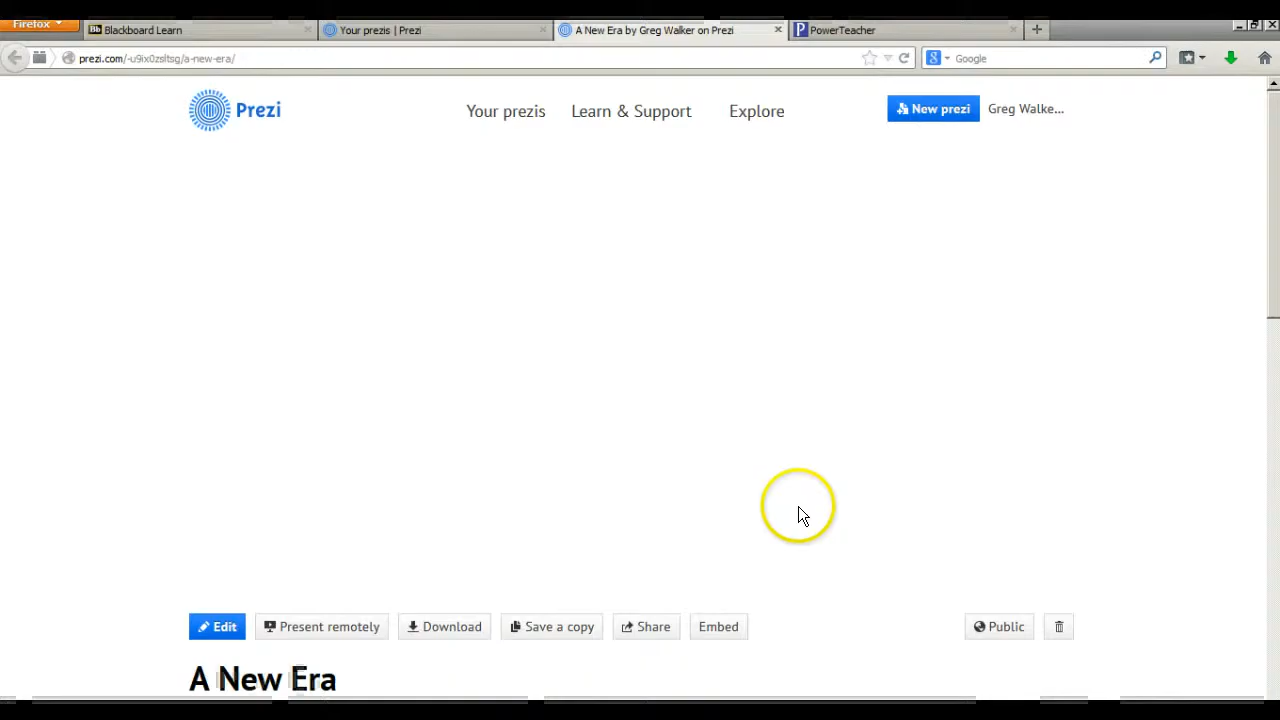 Firefox
Blackboard Learn
Your prezis | Prezi
A New Era by Greg Walker on Prezi
PowerTeacher
prezi.com/-u9ix0zsltsg/a-new-era/
Google
Prezi
Your prezis
Learn & Support
Explore
New prezi
Greg Walke...
Edit
Present remotely
Download
Save a copy
Share
Embed
Public
A New Era